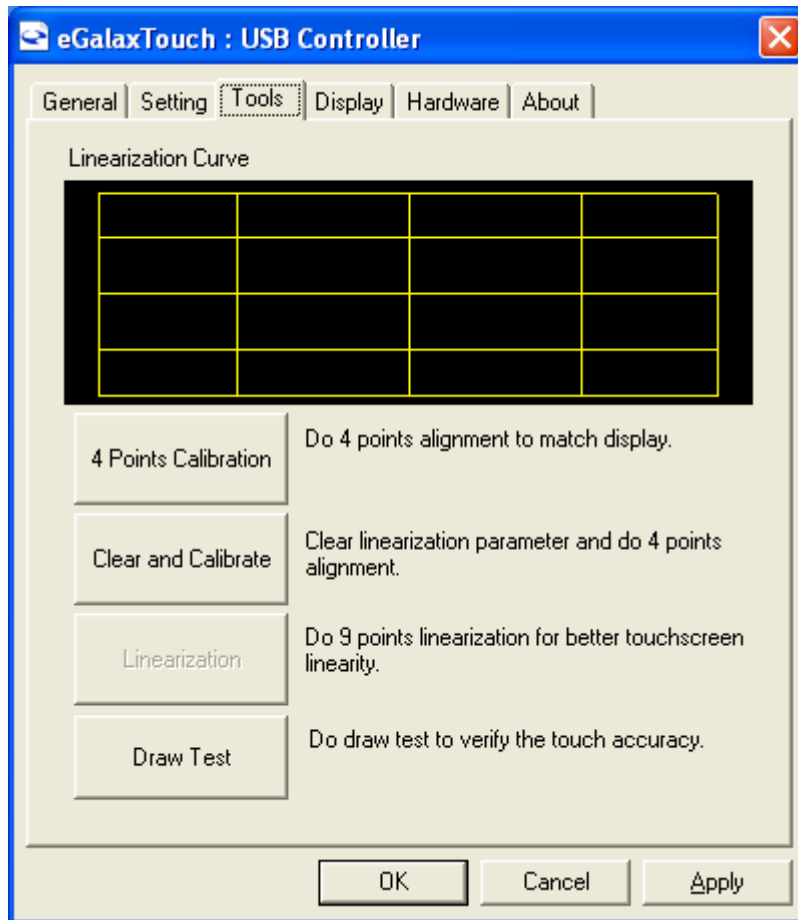 eGalaxTouch : USB Controller
General Setting Tools Display Hardware About
Linearization Curve
4 Points Calibration
Do 4 points alignment to match display.
Clear and Calibrate
Clear linearization parameter and do 4 points
alignment.
Linearization
Do 9 points linearization for better touchscreen
linearity.
Draw Test
Do draw test to verify the touch accuracy.
OK Cancel Apply